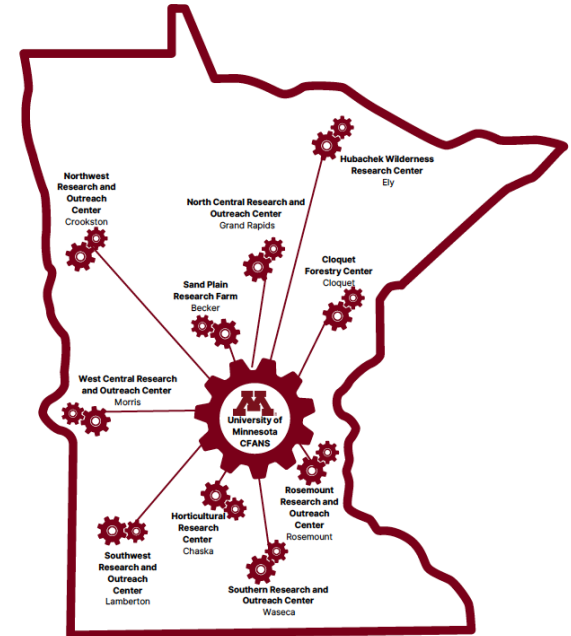 Hubachek Wilderness
Research Center
Ely
Northwest
Research and
Outreach
Center
Crookston
North Central Research and
Outreach Center
Grand Rapids
Cloquet
Forestry Center
Cloquet
Sand Plain
Research Farm
Becker
West Central Research
and Outreach Center
Morris
M
University of
Minnesota
CFANS
Rosemount
Research and
Outreach
Center
Rosemount
Horticultural
Research
Center
Chaska
Southwest
Research and
Outreach
Center
Lamberton
Southern Research and
Outreach Center
Waseca